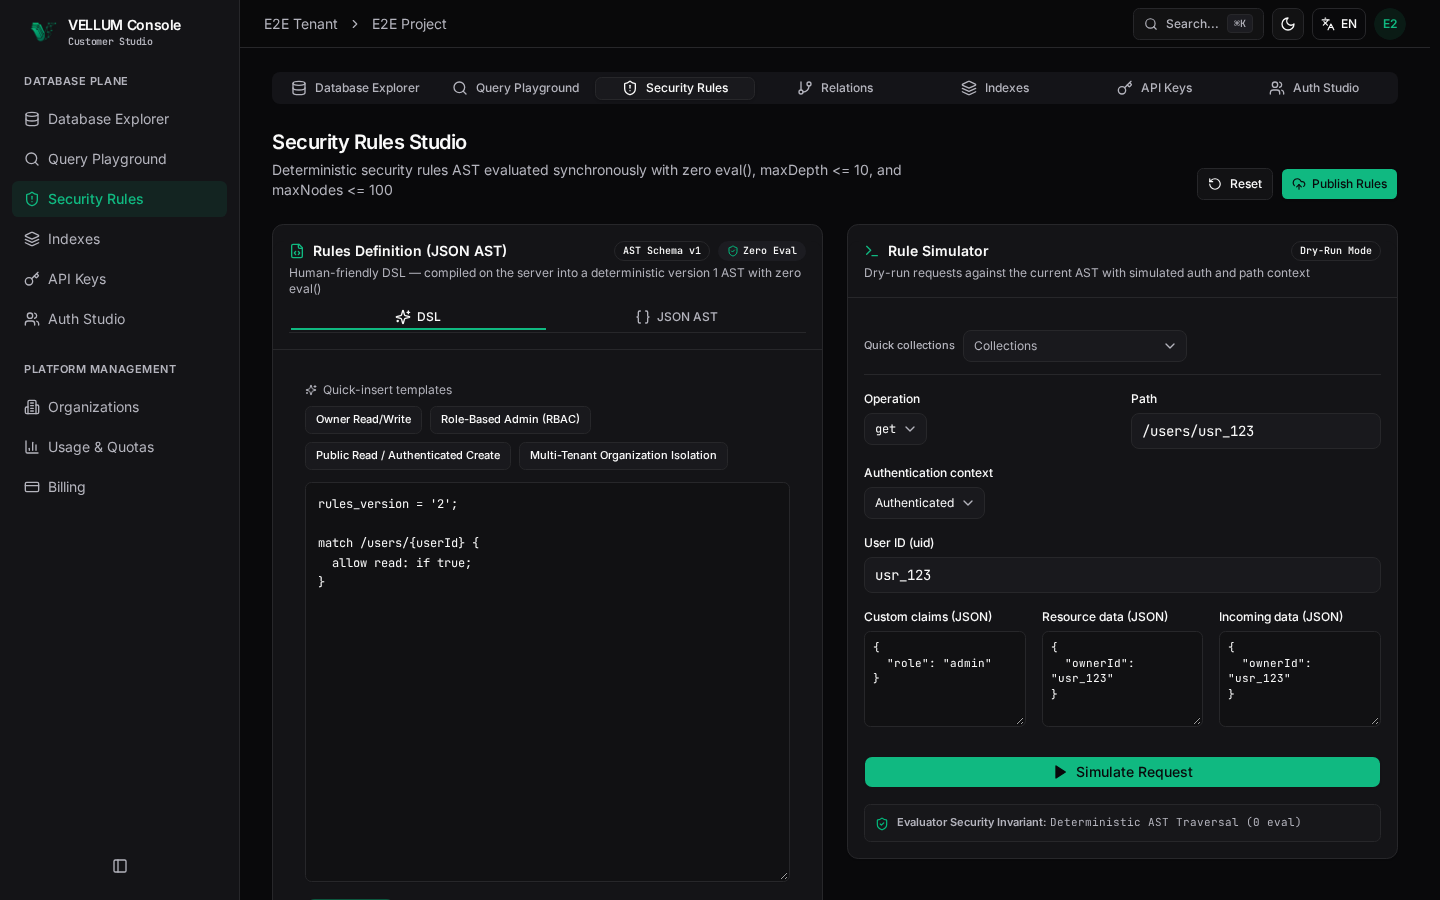 VELLUM Console
Customer Studio
DATABASE PLANE
Database Explorer
Query Playground
Security Rules
Indexes
API Keys
Auth Studio
PLATFORM MANAGEMENT
Organizations
Usage & Quotas
Billing
E2E Tenant
E2E Project
Search...
⌘K
EN
E2
Database Explorer
Query Playground
Security Rules
Relations
Indexes
API Keys
Auth Studio
Security Rules Studio
Deterministic security rules AST evaluated synchronously with zero eval(), maxDepth <= 10, and
maxNodes <= 100
Reset
Publish Rules
Rules Definition (JSON AST)
AST Schema v1
Zero Eval
Human-friendly DSL — compiled on the server into a deterministic version 1 AST with zero
eval()
DSL
JSON AST
Quick-insert templates
Owner Read/Write
Role-Based Admin (RBAC)
Public Read / Authenticated Create
Multi-Tenant Organization Isolation
rules_version = '2';
match /users/{userId} {
allow read: if true;
}
Rule Simulator
Dry-Run Mode
Dry-run requests against the current AST with simulated auth and path context
Quick collections
Collections
Operation
get
Path
/users/usr_123
Authentication context
Authenticated
User ID (uid)
usr_123
Custom claims (JSON)
{
"role": "admin"
}
Resource data (JSON)
{
"ownerId":
"usr_123"
}
Incoming data (JSON)
{
"ownerId":
"usr_123"
}
Simulate Request
Evaluator Security Invariant: Deterministic AST Traversal (0 eval)